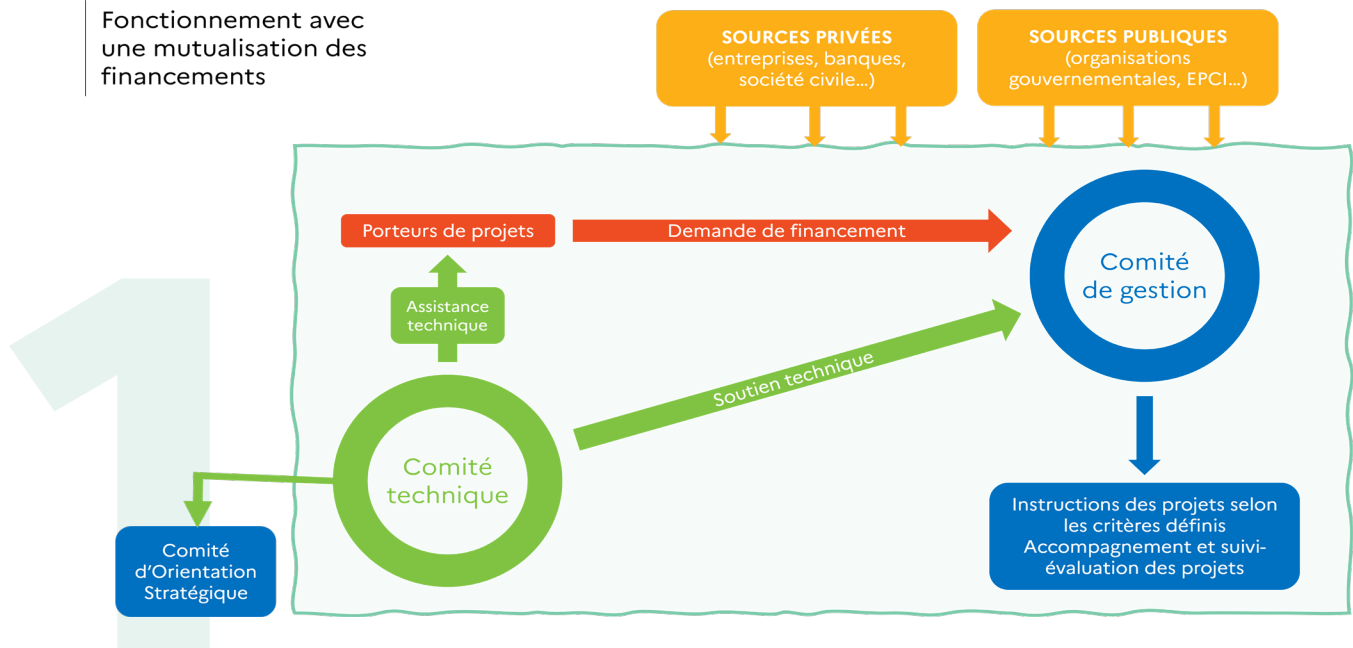 Fonctionnement avec
une mutualisation des
financements
SOURCES PRIVÉES
(entreprises, banques,
société civile...)
SOURCES PUBLIQUES
(organisations
gouvernementales, EPCI...)
Porteurs de projets
Demande de financement
Comité
de gestion
Assistance
technique
Soutien technique
Comité
technique
Instructions des projets selon
les critères définis
Accompagnement et suivi-
évaluation des projets
Comité
d'Orientation
Stratégique
1